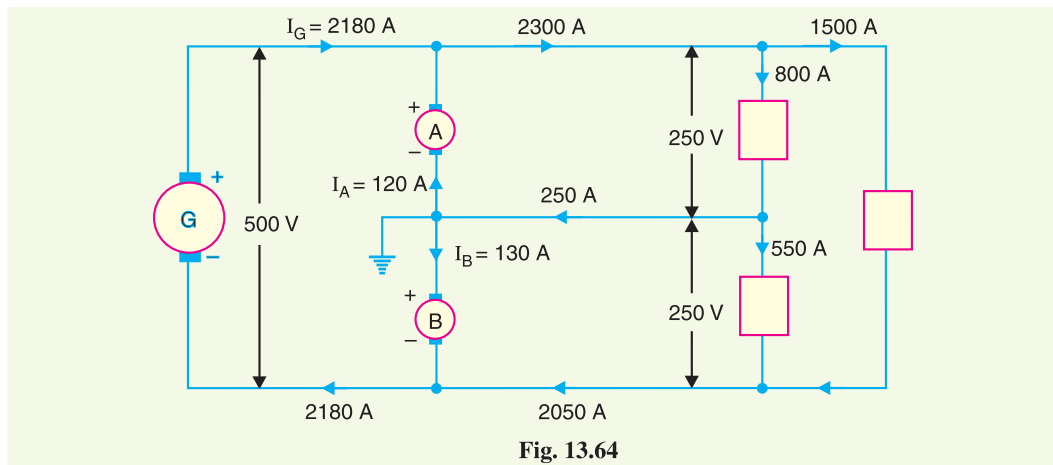 I_G = 2180 A
2300 A
1500 A
800 A
+
A
–
250 V
I_A = 120 A
250 A
+
G
–
500 V
I_B = 130 A
550 A
+
B
–
250 V
2180 A
2050 A
Fig. 13.64